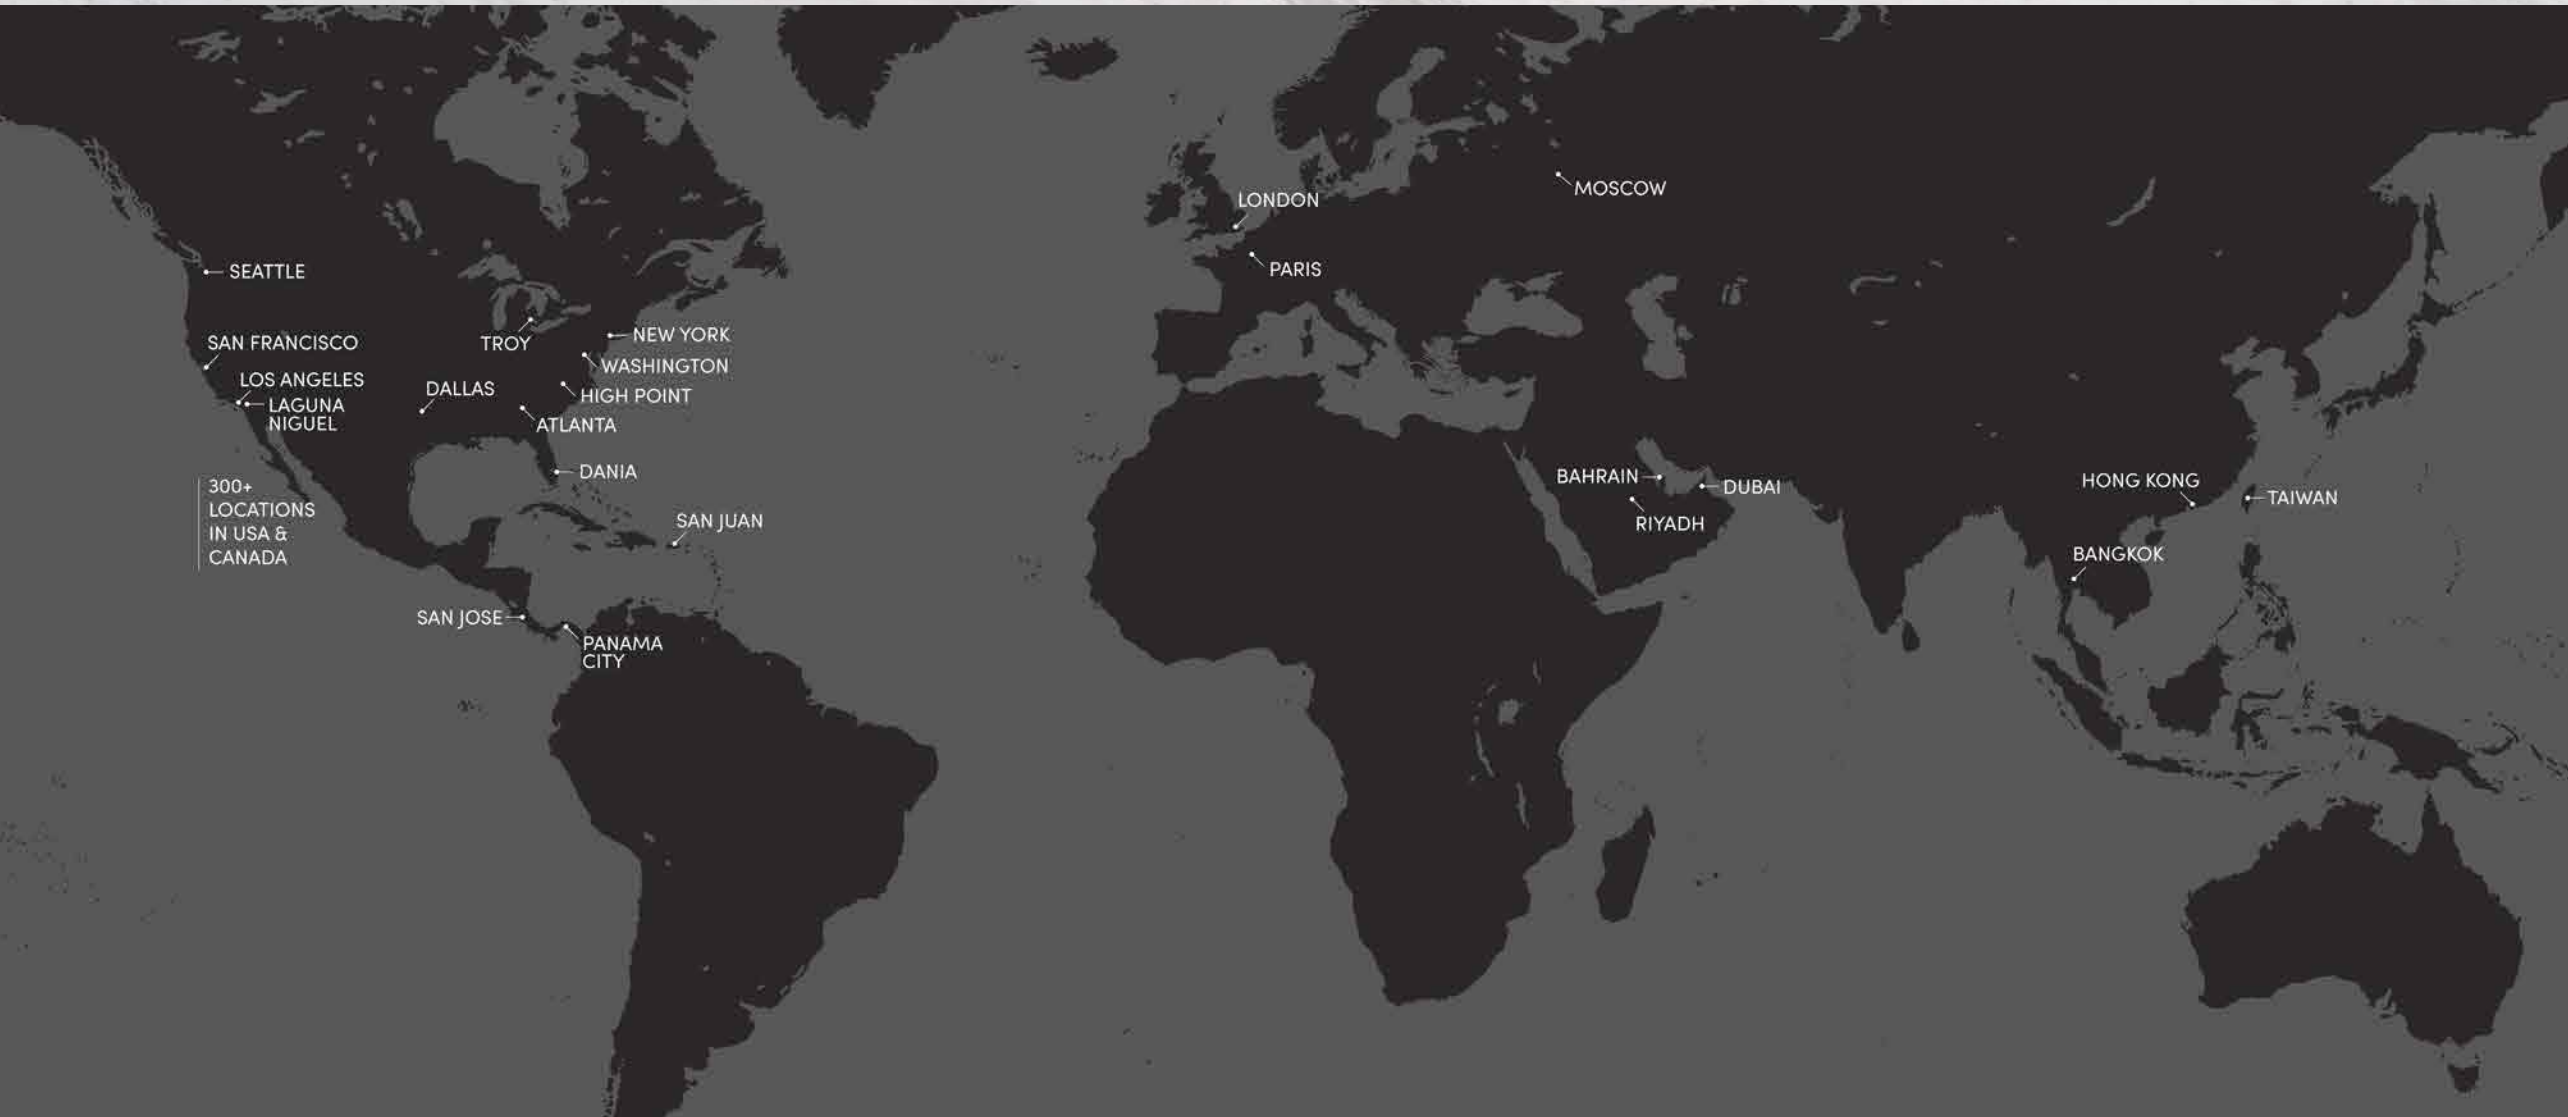 MOSCOW
LONDON
PARIS
SEATTLE
SAN FRANCISCO
TROY
NEW YORK
WASHINGTON
LOS ANGELES
LAGUNA
NIGUEL
DALLAS
HIGH POINT
ATLANTA
DANIA
300+
LOCATIONS
IN USA &
CANADA
SAN JUAN
SAN JOSE
PANAMA
CITY
BAHRAIN
DUBAI
RIYADH
HONG KONG
TAIWAN
BANGKOK